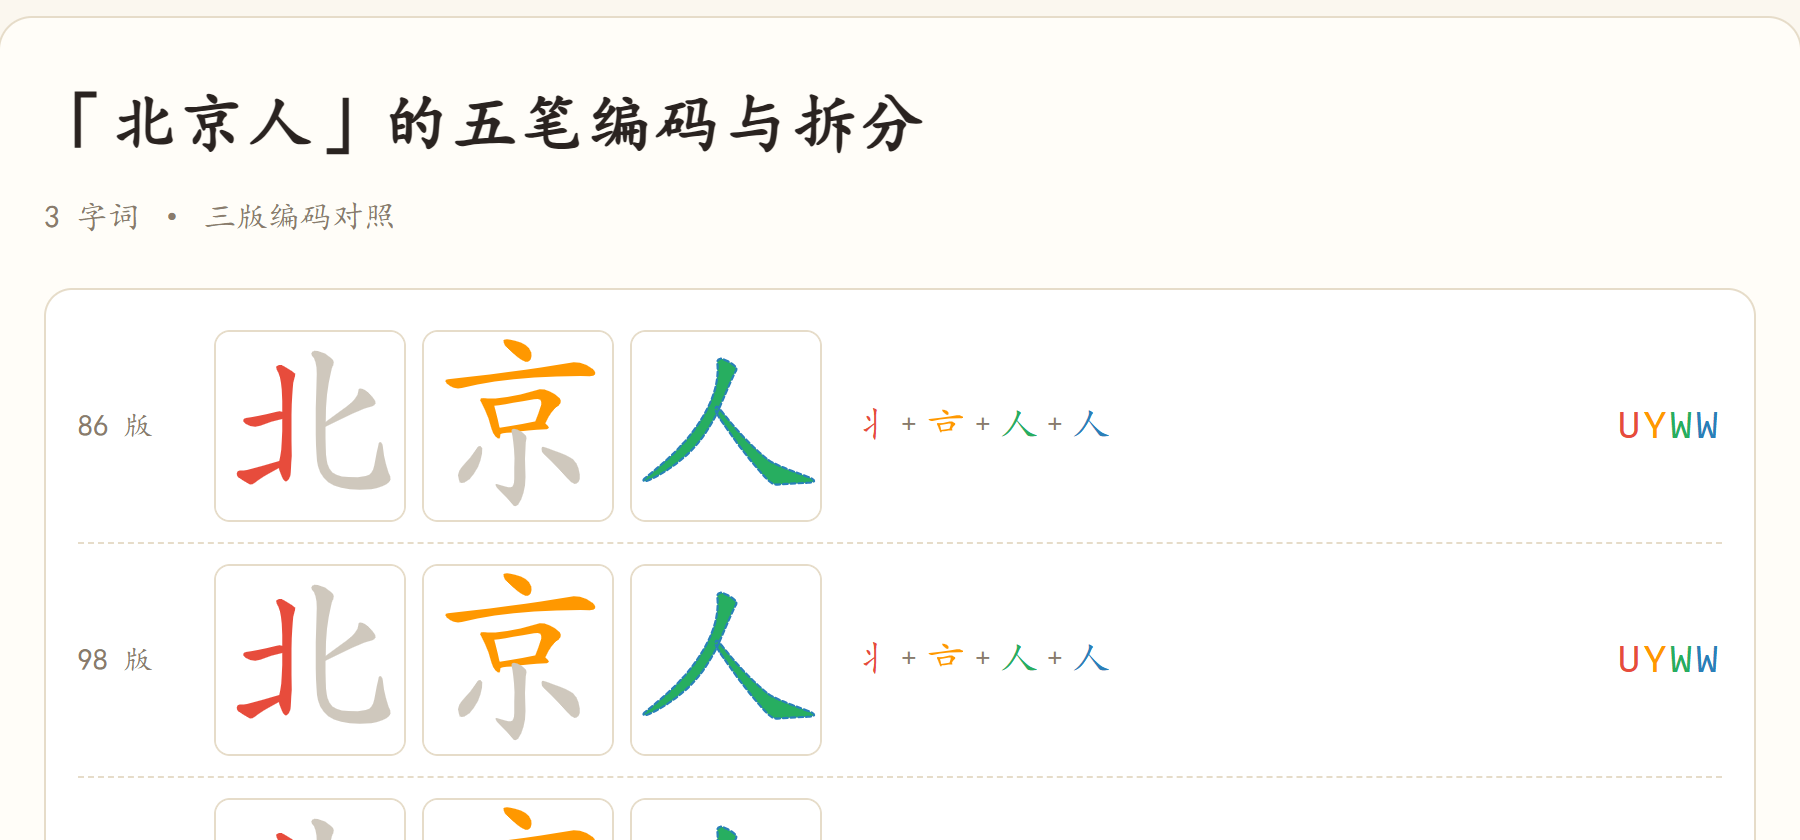 「北京人」的五笔编码与拆分
3 字词 • 三版编码对照
86 版 北 京 人 丬 + 𠮛 + 人 + 人 UYWW
98 版 北 京 人 丬 + 𠮛 + 人 + 人 UYWW